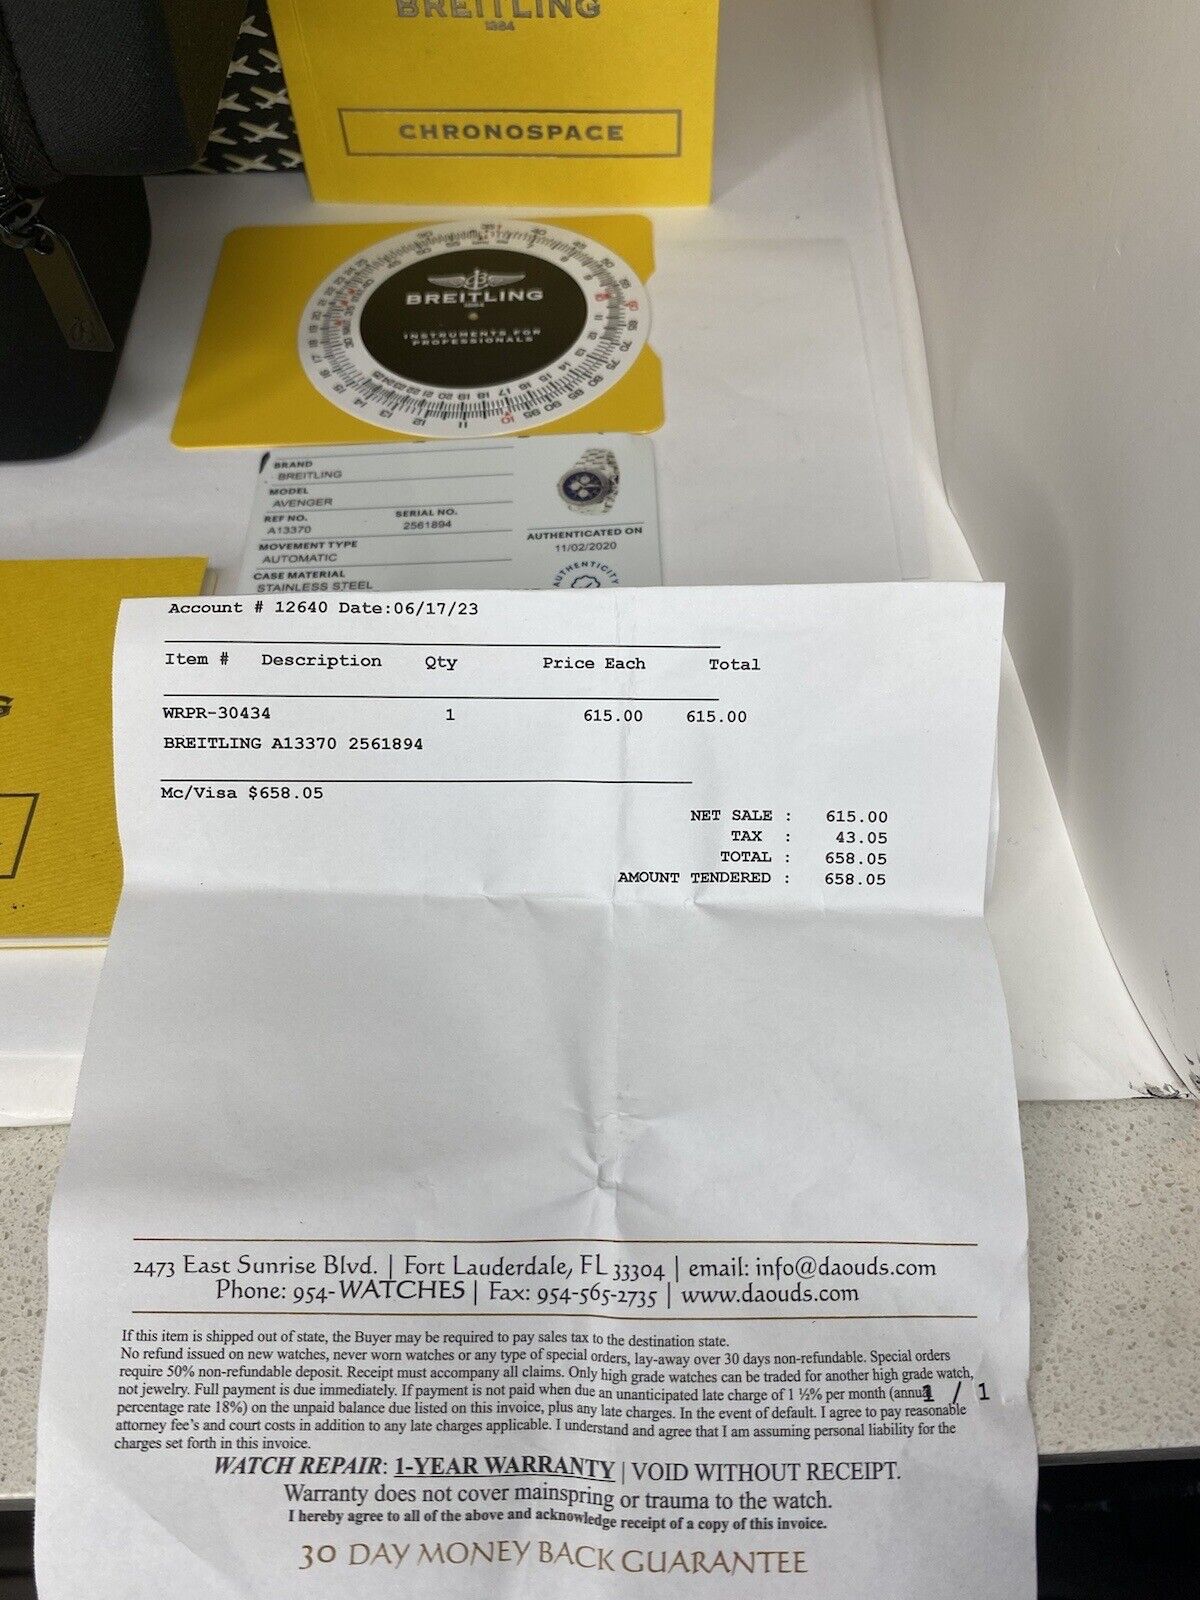 BREITLING
1884
CHRONOSPACE
BREITLING
1884
INSTRUMENTS FOR
PROFESSIONALS
BRAND
BREITLING
MODEL
AVENGER
REF NO. SERIAL NO.
A13370 2561894
MOVEMENT TYPE
AUTOMATIC
CASE MATERIAL
STAINLESS STEEL
AUTHENTICATED ON
11/02/2020
AUTHENTICITY
Account # 12640 Date:06/17/23
Item # Description Qty Price Each Total
WRPR-30434 1 615.00 615.00
BREITLING A13370 2561894
Mc/Visa $658.05
NET SALE : 615.00
TAX : 43.05
TOTAL : 658.05
AMOUNT TENDERED : 658.05
2473 East Sunrise Blvd. | Fort Lauderdale, FL 33304 | email: info@daouds.com
Phone: 954-WATCHES | Fax: 954-565-2735 | www.daouds.com
If this item is shipped out of state, the Buyer may be required to pay sales tax to the destination state.
No refund issued on new watches, never worn watches or any type of special orders, lay-away over 30 days non-refundable. Special orders
require 50% non-refundable deposit. Receipt must accompany all claims. Only high grade watches can be traded for another high grade watch,
not jewelry. Full payment is due immediately. If payment is not paid when due an unanticipated late charge of 1 ½% per month (annual
1 / 1
percentage rate 18%) on the unpaid balance due listed on this invoice, plus any late charges. In the event of default. I agree to pay reasonable
attorney fee's and court costs in addition to any late charges applicable. I understand and agree that I am assuming personal liability for the
charges set forth in this invoice.
WATCH REPAIR: 1-YEAR WARRANTY | VOID WITHOUT RECEIPT.
Warranty does not cover mainspring or trauma to the watch.
I hereby agree to all of the above and acknowledge receipt of a copy of this invoice.
30 DAY MONEY BACK GUARANTEE